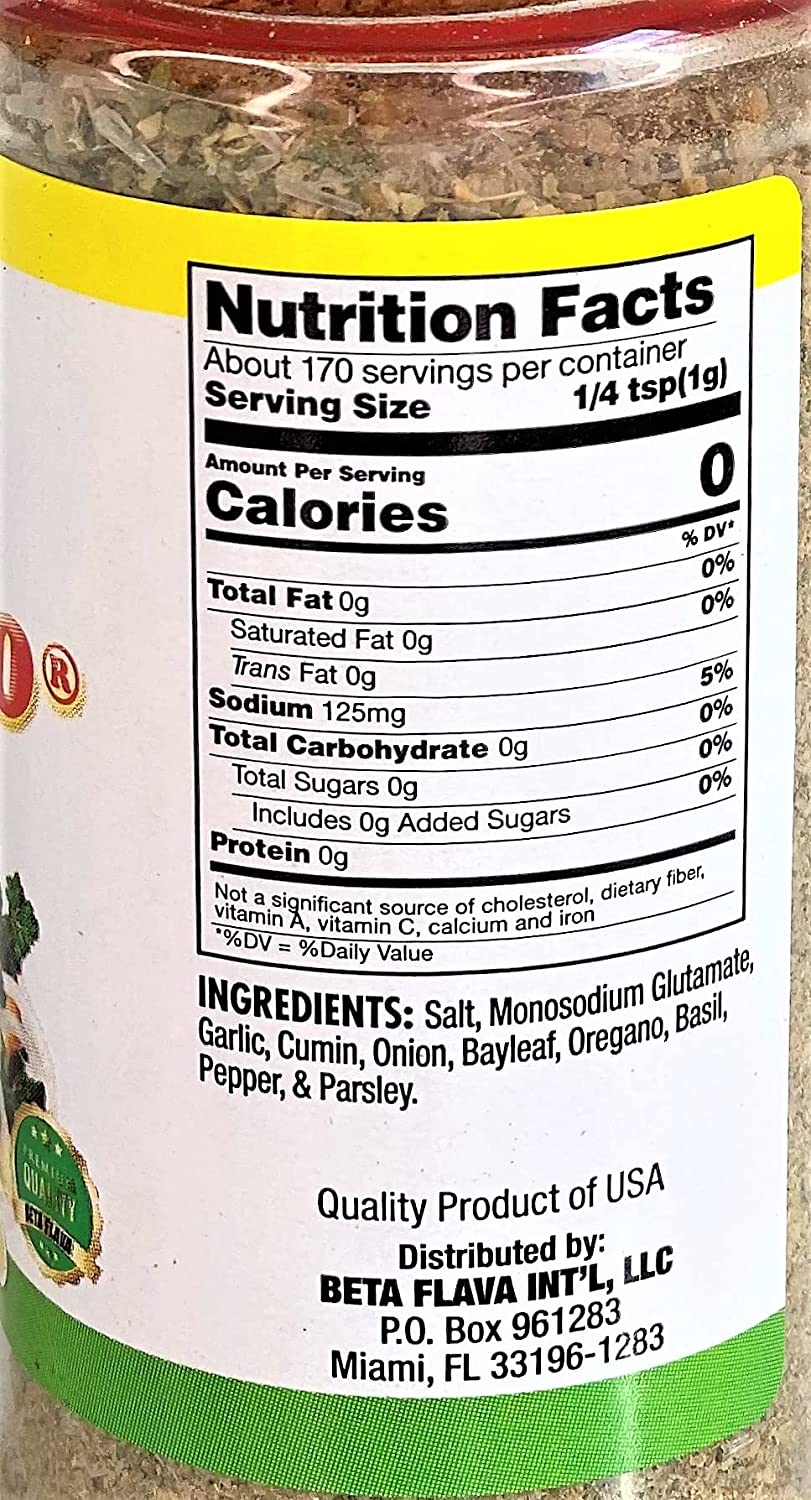 Nutrition Facts
About 170 servings per container
Serving Size 1/4 tsp(1g)
Amount Per Serving
Calories 0
% DV*
Total Fat 0g 0%
Saturated Fat 0g 0%
Trans Fat 0g
Sodium 125mg 5%
Total Carbohydrate 0g 0%
Total Sugars 0g 0%
Includes 0g Added Sugars 0%
Protein 0g
Not a significant source of cholesterol, dietary fiber,
vitamin A, vitamin C, calcium and iron
*%DV = %Daily Value
INGREDIENTS: Salt, Monosodium Glutamate,
Garlic, Cumin, Onion, Bayleaf, Oregano, Basil,
Pepper, & Parsley.
®
QUALITY
BETA FLAVA
Quality Product of USA
Distributed by:
BETA FLAVA INT'L, LLC
P.O. Box 961283
Miami, FL 33196-1283